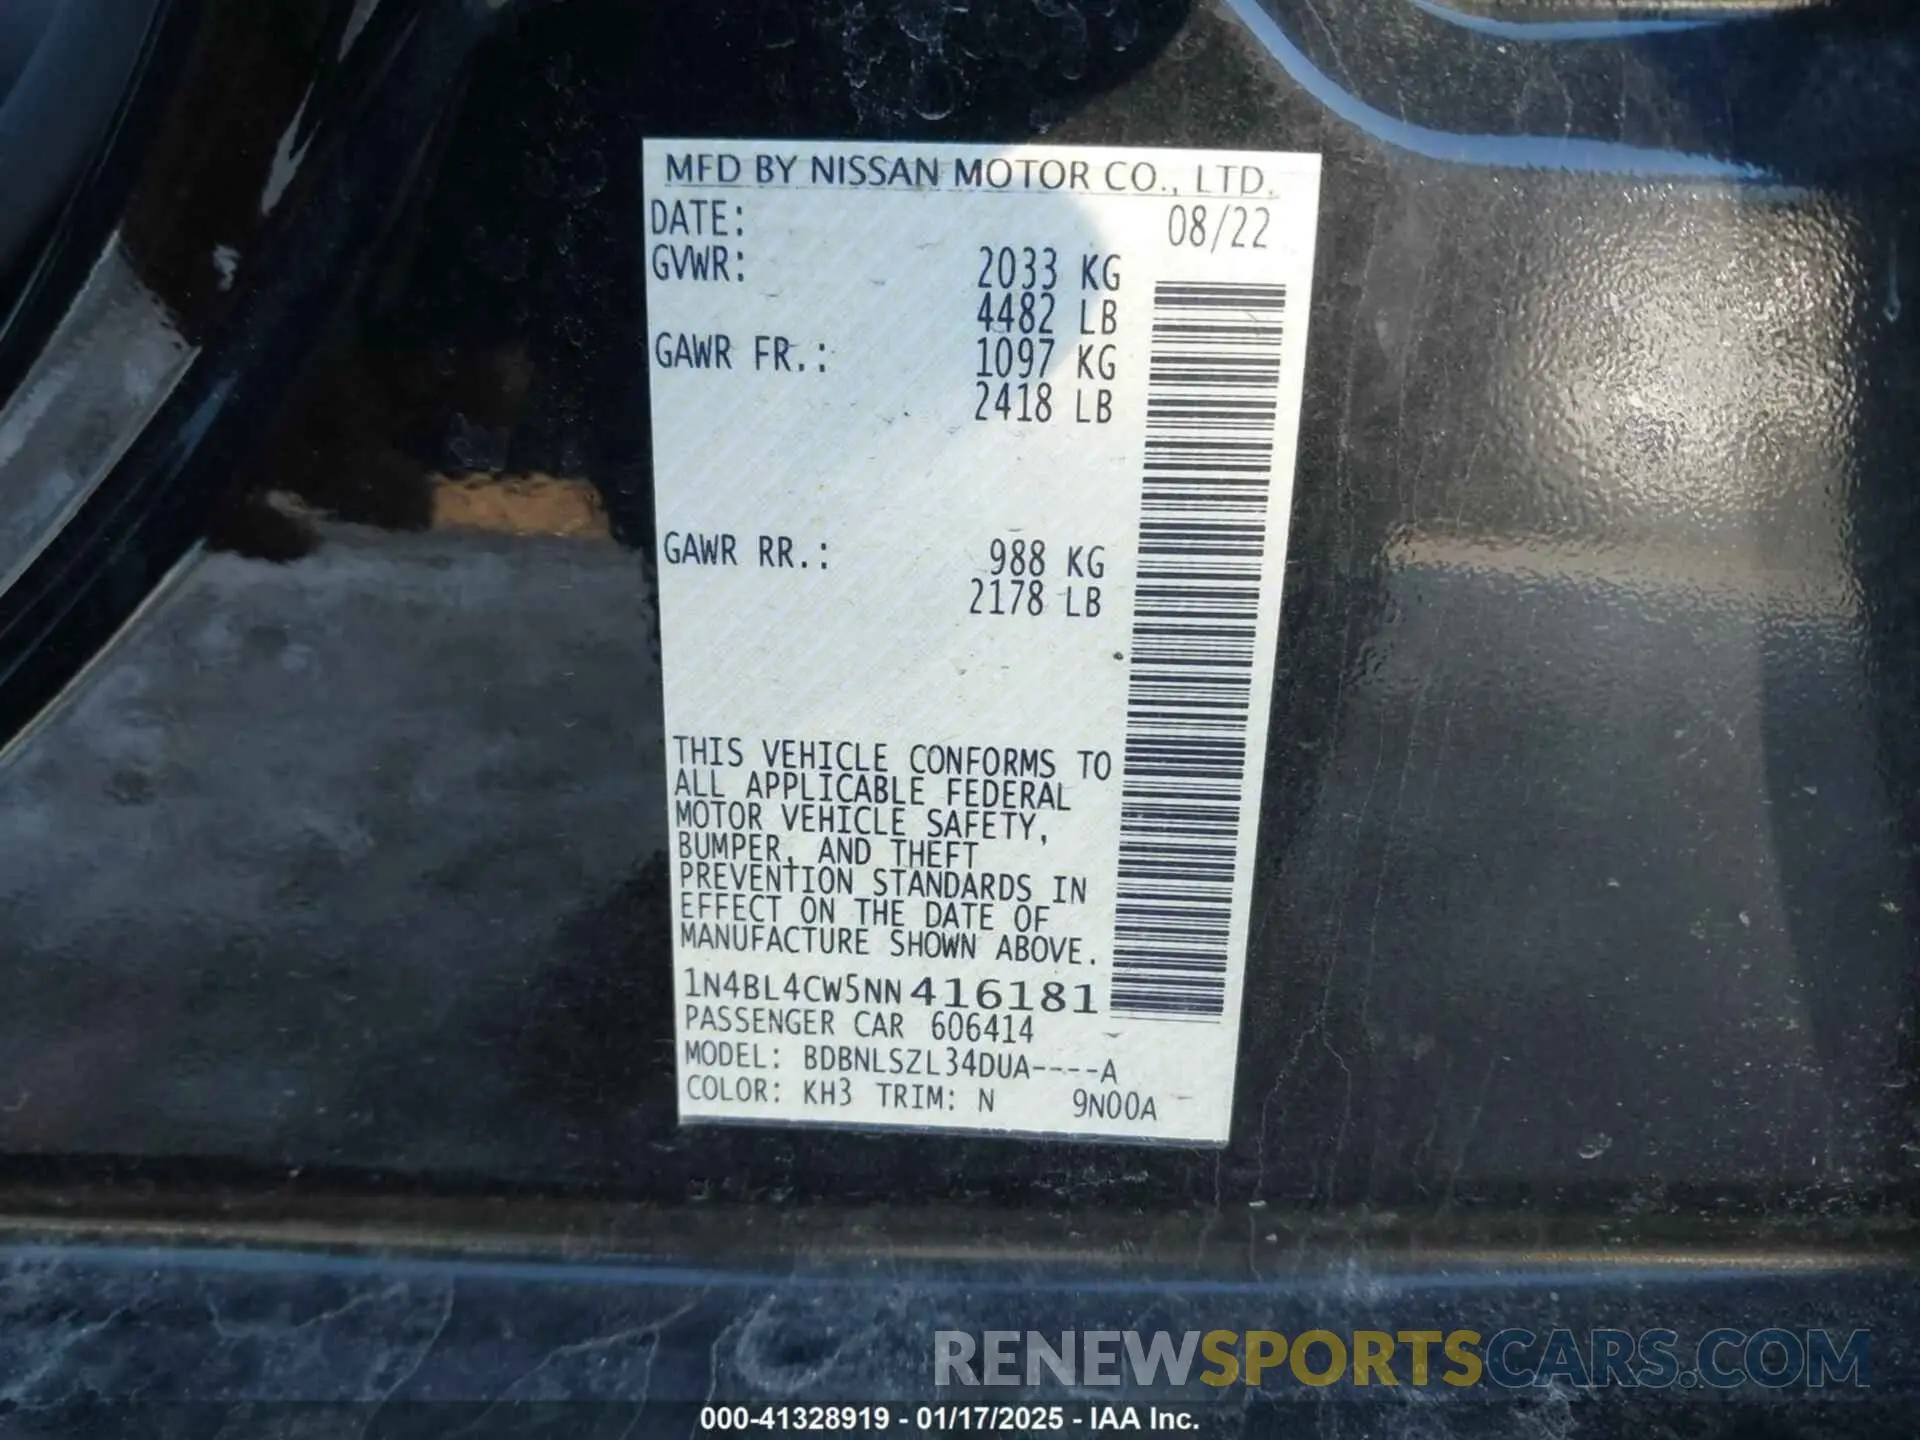 MFD BY NISSAN MOTOR CO., LTD.
DATE: 08/22
GVWR: 2033 KG
4482 LB
GAWR FR.: 1097 KG
2418 LB
GAWR RR.: 988 KG
2178 LB
THIS VEHICLE CONFORMS TO
ALL APPLICABLE FEDERAL
MOTOR VEHICLE SAFETY,
BUMPER, AND THEFT
PREVENTION STANDARDS IN
EFFECT ON THE DATE OF
MANUFACTURE SHOWN ABOVE.
1N4BL4CW5NN416181
PASSENGER CAR 606414
MODEL: BDBNLSZL34DUA----A
COLOR: KH3 TRIM: N 9N00A
RENEWSPORTSCARS.COM
000-41328919 - 01/17/2025 - IAA Inc.